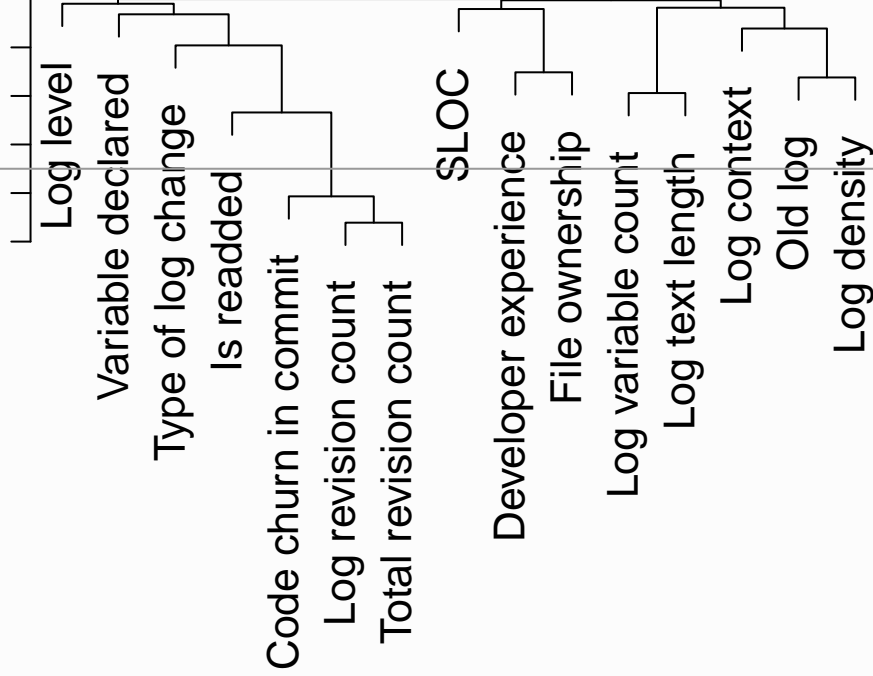 Log level
Variable declared
Type of log change
Is readded
Code churn in commit
Log revision count
Total revision count
SLOC
Developer experience
File ownership
Log variable count
Log text length
Log context
Old log
Log density